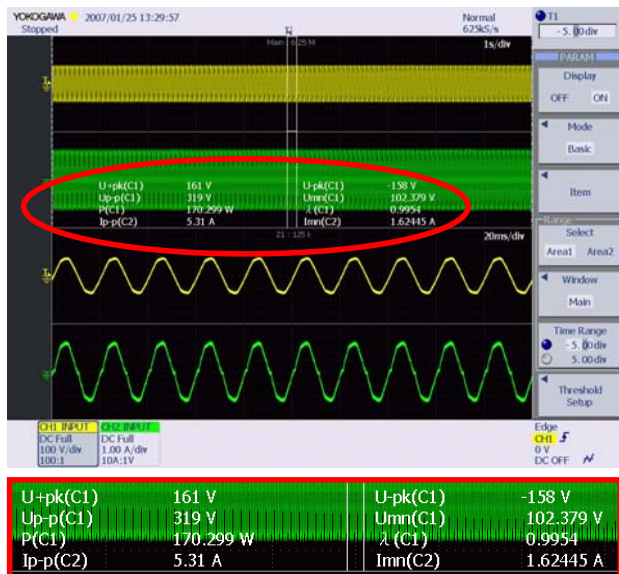 YOKOGAWA 2007/01/25 13:29:57 Normal
Stopped 625kS/s
Main : 6.25 M 1s/div
U+pk(C1) 161 V U-pk(C1) -158 V
Up-p(C1) 319 V Umn(C1) 102.379 V
P(C1) 170.299 W λ (C1) 0.9954
Ip-p(C2) 5.31 A Imn(C2) 1.62445 A
Z1 : 125 k 20ms/div
CH1 INPUT CH2 INPUT
DC Full DC Full
100 V/div 1.00 A/div
100:1 10A:1V
Edge
CH1
0 V
DC OFF
T1
-5.00div
PARAM
Display
OFF ON
Mode
Basic
Item
Range
Select
Area1 Area2
Window
Main
Time Range
-5.00div
5.00div
Threshold
Setup
U+pk(C1) 161 V U-pk(C1) -158 V
Up-p(C1) 319 V Umn(C1) 102.379 V
P(C1) 170.299 W λ (C1) 0.9954
Ip-p(C2) 5.31 A Imn(C2) 1.62445 A